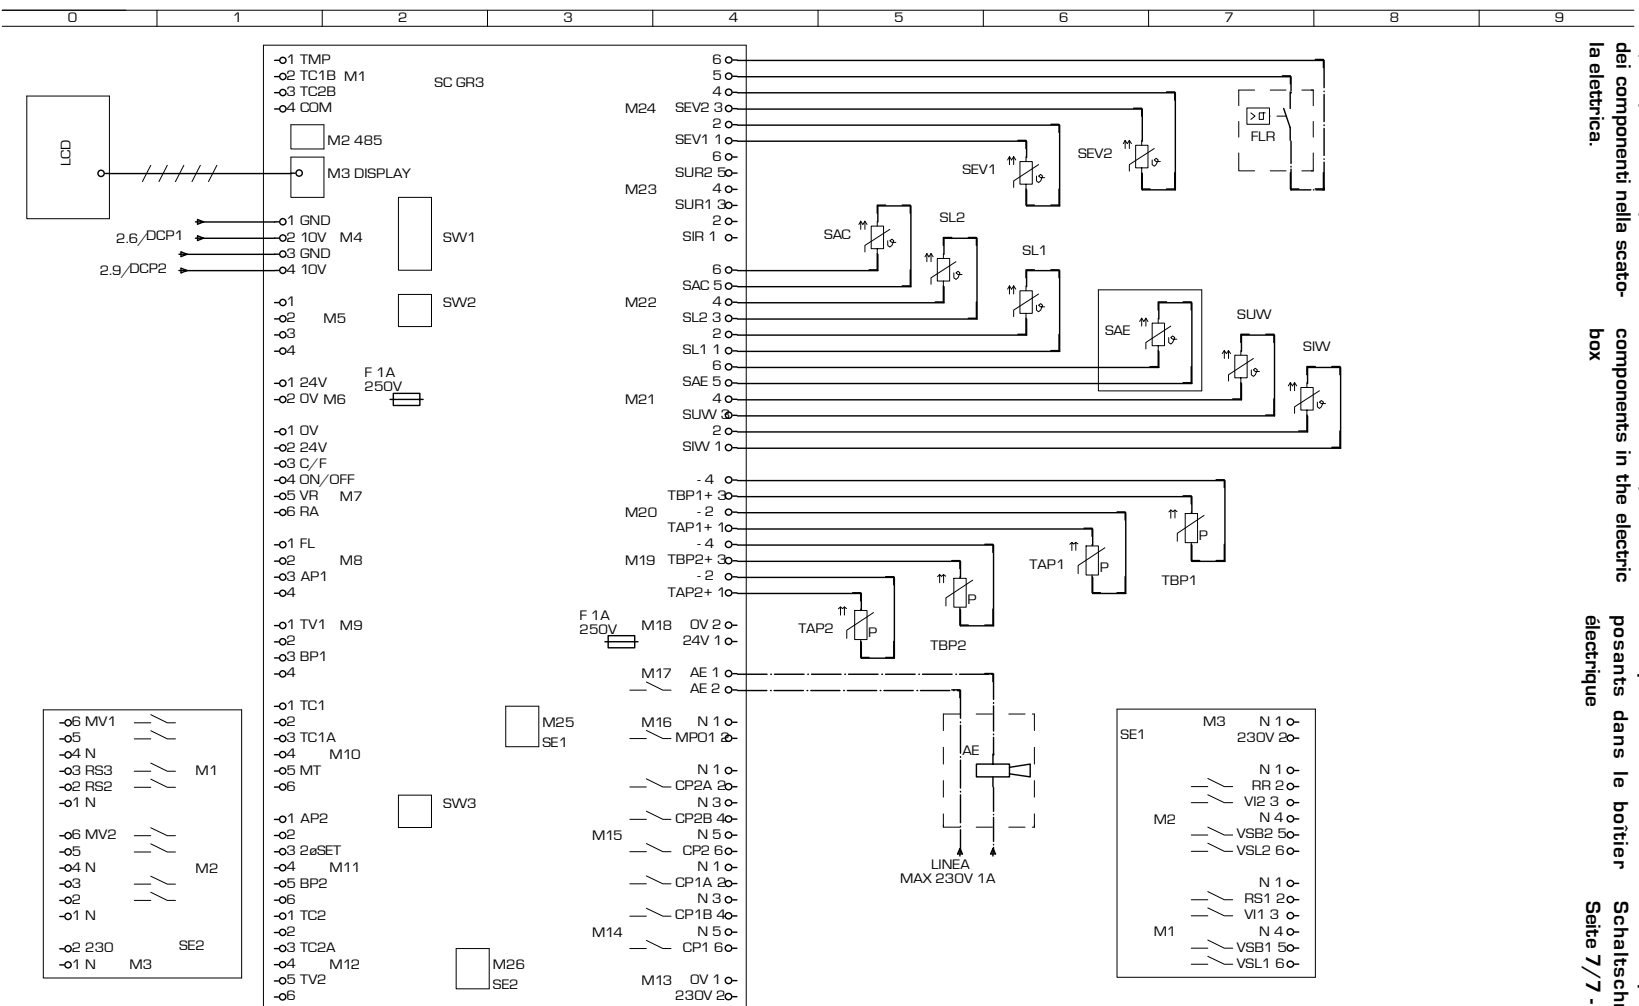 0 1 2 3 4 5 6 7 8 9
LCD
2.6/DCP1
2.9/DCP2
1 TMP
2 TC1B M1
3 TC2B
4 COM
SC GR3
M2 485
M3 DISPLAY
1 GND
2 10V M4
3 GND
4 10V
SW1
1
2 M5
3
4
SW2
F 1A
250V
1 24V
2 0V M6
1 0V
2 24V
3 C/F
4 ON/OFF
5 VR M7
6 RA
1 FL
2 M8
3 AP1
4
1 TV1 M9
2
3 BP1
4
1 TC1
2
3 TC1A
4 M10
5 MT
6
SW3
1 AP2
2
3 2øSET
4 M11
5 BP2
6
1 TC2
2
3 TC2A
4 M12
5 TV2
6
M25
SE1
M26
SE2
6
5
4
M24 SEV2 3
2
SEV1 1
6
SUR2 5
M23 4
SUR1 3
2
SIR 1
6
SAC 5
M22 4
SL2 3
2
SL1 1
6
SAE 5
M21 4
SUW 3
2
SIW 1
- 4
TBP1+ 3
M20 - 2
TAP1+ 1
- 4
M19 TBP2+ 3
- 2
TAP2+ 1
F 1A
250V
M18 0V 2
24V 1
M17 AE 1
AE 2
M16 N 1
MPO1 2
N 1
CP2A 2
N 3
CP2B 4
M15 N 5
CP2 6
N 1
CP1A 2
N 3
CP1B 4
M14 N 5
CP1 6
M13 0V 1
230V 2
SEV1
SEV2
>
FLR
SAC
SL2
SL1
SAE
SUW
SIW
ϑ
ϑ
ϑ
ϑ
ϑ
ϑ
ϑ
ϑ
TAP2
P
TBP2
P
TAP1
P
TBP1
P
AE
LINEA
MAX 230V 1A
6 MV1
5
4 N
3 RS3 M1
2 RS2
1 N
6 MV2
5
4 N M2
3
2
1 N
2 230 SE2
1 N M3
SE1
M3 N 1
230V 2
N 1
RR 2
VI2 3
M2 N 4
VSB2 5
VSL2 6
N 1
RS1 2
VI1 3
M1 N 4
VSB1 5
VSL1 6
dei componenti nella scato-
la elettrica.
components in the electric
box
posants dans le boîtier
électrique
Seite 7/7 -